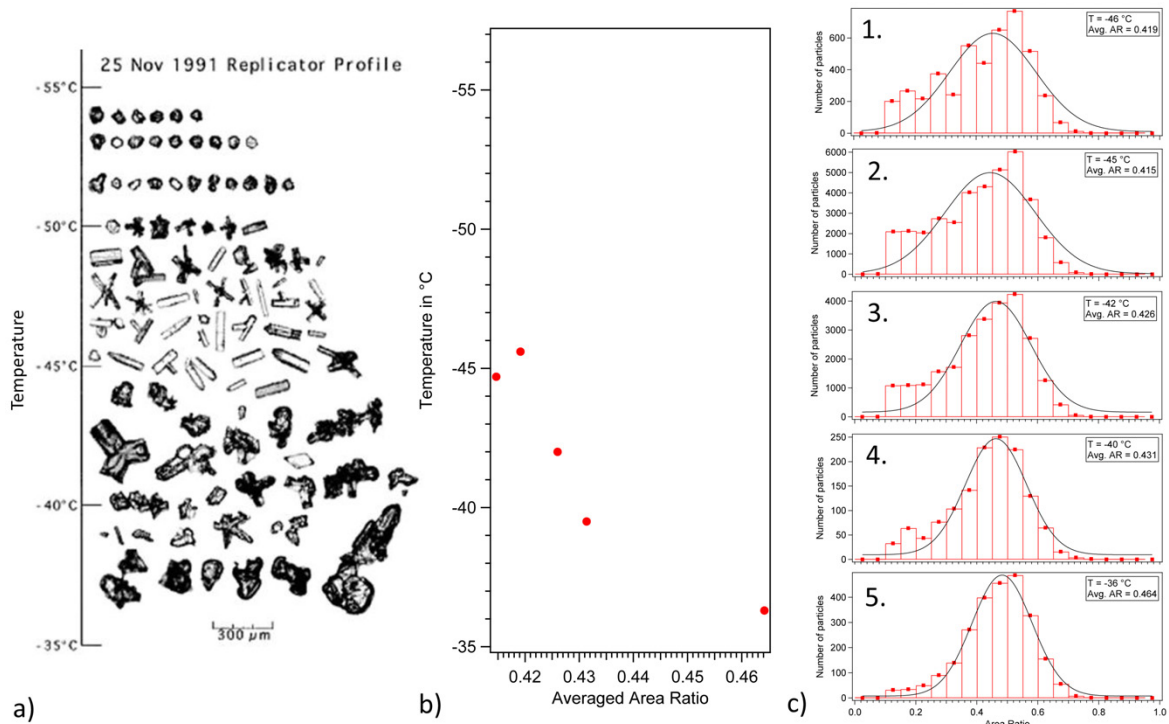 25 Nov 1991 Replicator Profile
-55°C
-50°C
-45°C
-40°C
-35°C
Temperature
300 µm
a)
-55
-50
-45
-40
-35
Temperature in °C
0.42
0.43
0.44
0.45
0.46
Averaged Area Ratio
b)
1.
T = -46 °C
Avg. AR = 0.419
600
400
200
0
Number of particles
2.
T = -45 °C
Avg. AR = 0.415
6000
5000
4000
3000
2000
1000
0
Number of particles
3.
T = -42 °C
Avg. AR = 0.426
4000
3000
2000
1000
0
Number of particles
4.
T = -40 °C
Avg. AR = 0.431
250
200
150
100
50
0
Number of particles
5.
T = -36 °C
Avg. AR = 0.464
400
300
200
100
0
Number of particles
0.0
0.2
0.4
0.6
0.8
1.0
Area Ratio
c)